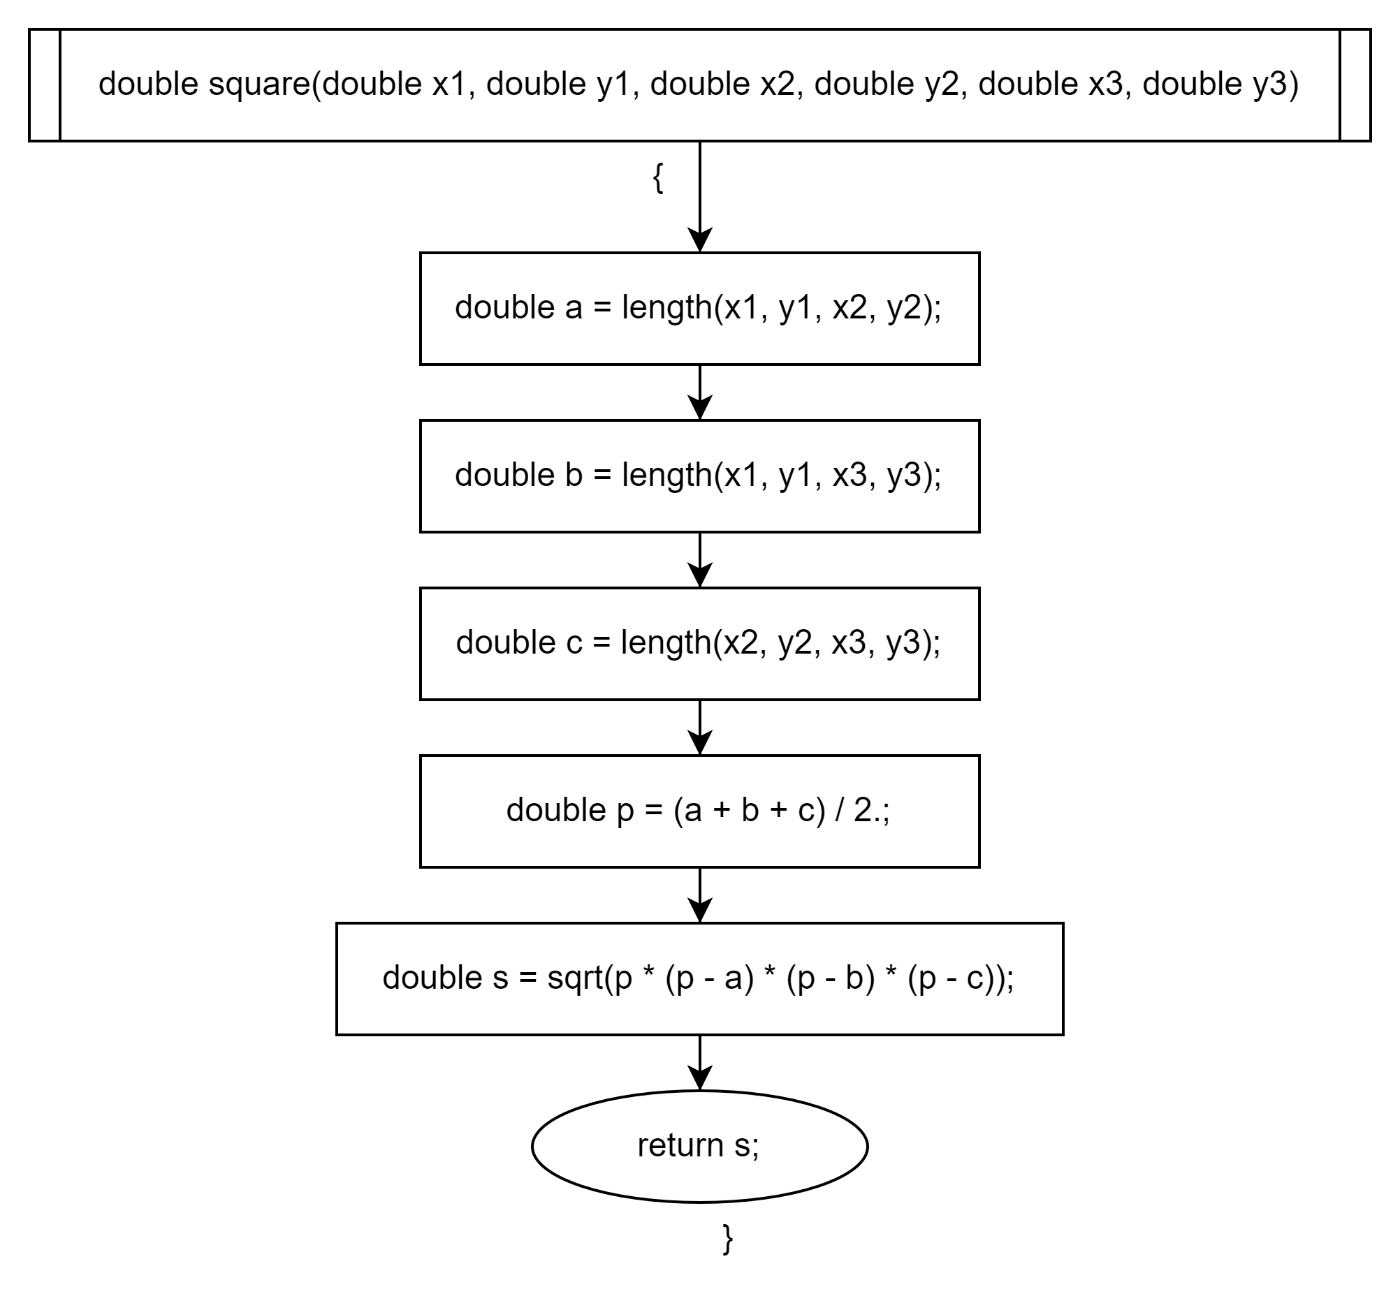 double square(double x1, double y1, double x2, double y2, double x3, double y3)
{
double a = length(x1, y1, x2, y2);
double b = length(x1, y1, x3, y3);
double c = length(x2, y2, x3, y3);
double p = (a + b + c) / 2.;
double s = sqrt(p * (p - a) * (p - b) * (p - c));
return s;
}